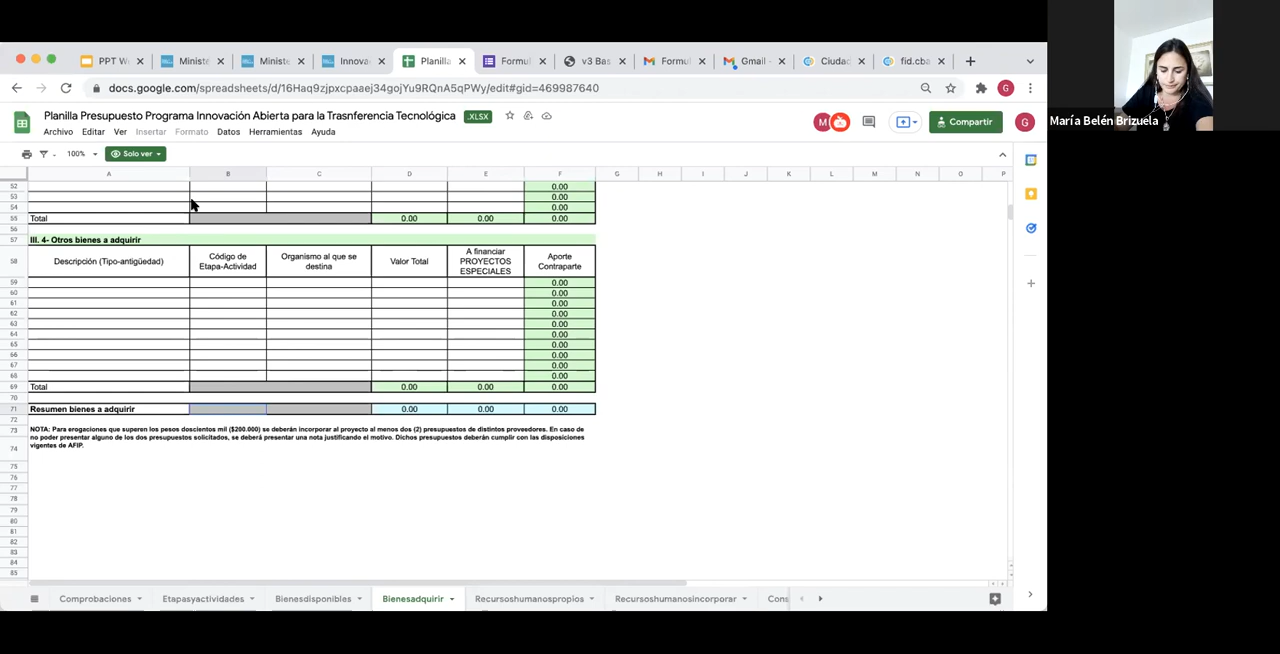 PPT W
Ministe
Ministe
Innova
Planilla
Formul
v3 Bas
Formul
Gmail -
Ciudad
fid.cba
docs.google.com/spreadsheets/d/16Haq9zjpxcpaaej34gojYu9RQnA5qPWy/edit#gid=469987640
G
Planilla Presupuesto Programa Innovación Abierta para la Trasnferencia Tecnológica .XLSX
Archivo Editar Ver Insertar Formato Datos Herramientas Ayuda
M
Compartir
G
100% Solo ver
A B C D E F G H I J K L M N O P
52 0.00
53 0.00
54 0.00
55 Total 0.00 0.00 0.00
56
57 III. 4- Otros bienes a adquirir
58 Descripción (Tipo-antigüedad) Código de Etapa-Actividad Organismo al que se destina Valor Total A financiar PROYECTOS ESPECIALES Aporte Contraparte
59 0.00
60 0.00
61 0.00
62 0.00
63 0.00
64 0.00
65 0.00
66 0.00
67 0.00
68 0.00
69 Total 0.00 0.00 0.00
70
71 Resumen bienes a adquirir 0.00 0.00 0.00
72
73 NOTA: Para erogaciones que superen los pesos doscientos mil ($200.000) se deberán incorporar al proyecto al menos dos (2) presupuestos de distintos proveedores. En caso de
no poder presentar alguno de los dos presupuestos solicitados, se deberá presentar una nota justificando el motivo. Dichos presupuestos deberán cumplir con las disposiciones
74 vigentes de AFIP.
75
76
77
78
79
80
81
82
83
84
85
Comprobaciones Etapasyactividades Bienesdisponibles Bienesadquirir Recursoshumanospropios Recursoshumanosincorporar Cons
María Belén Brizuela